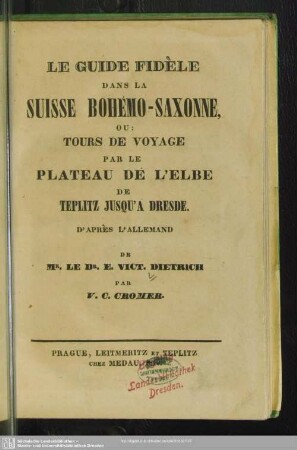 LE GUIDE FIDÈLE
DANS LA
SUISSE BOHÉMO-SAXONNE,
OU:
TOURS DE VOYAGE
PAR LE
PLATEAU DE L'ELBE
DE
TEPLITZ JUSQU'A DRESDE.
D'APRÈS L'ALLEMAND
DE
MR. LE DR. E. VICT. DIETRICH
PAR
V. C. CROMER.
PRAGUE, LEITMERITZ ET TEPLITZ
CHEZ MEDAU
Landesbibliothek
Dresden.